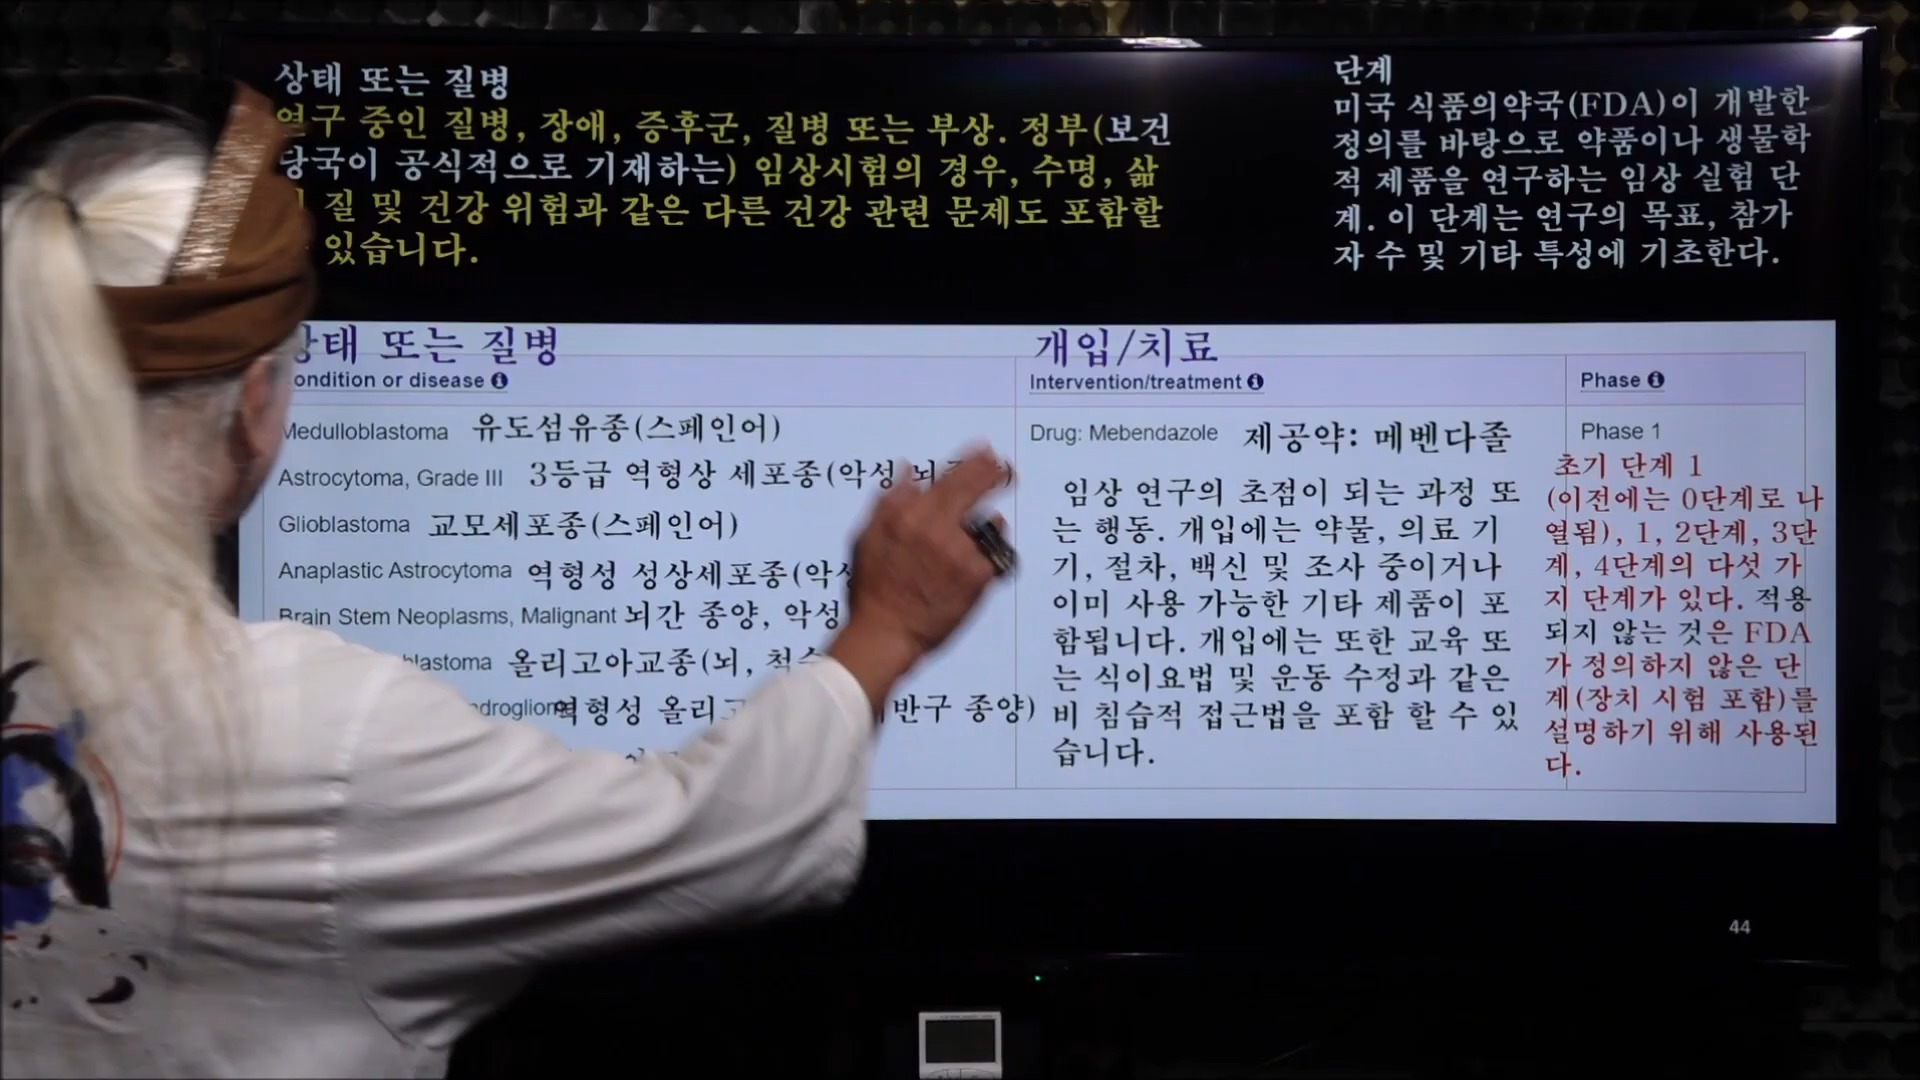 상태 또는 질병
연구 중인 질병, 장애, 증후군, 질병 또는 부상. 정부(보건
당국이 공식적으로 기재하는) 임상시험의 경우, 수명, 삶
질 및 건강 위험과 같은 다른 건강 관련 문제도 포함할
있습니다.
단계
미국 식품의약국(FDA)이 개발한
정의를 바탕으로 약품이나 생물학
적 제품을 연구하는 임상 실험 단
계. 이 단계는 연구의 목표, 참가
자 수 및 기타 특성에 기초한다.
상태 또는 질병
Condition or disease
Medulloblastoma 유도섬유종(스페인어)
Astrocytoma, Grade III 3등급 역형상 세포종(악성
Glioblastoma 교모세포종(스페인어)
Anaplastic Astrocytoma 역형성 성상세포종(악성
Brain Stem Neoplasms, Malignant 뇌간 종양, 악성
blastoma 올리고아교종(뇌, 척수
역형성 반구 종양)
개입/치료
Intervention/treatment
Drug: Mebendazole 제공약: 메벤다졸
임상 연구의 초점이 되는 과정 또
는 행동. 개입에는 약물, 의료 기
기, 절차, 백신 및 조사 중이거나
이미 사용 가능한 기타 제품이 포
함됩니다. 개입에는 또한 교육 또
는 식이요법 및 운동 수정과 같은
비 침습적 접근법을 포함 할 수 있
습니다.
Phase
Phase 1
초기 단계 1
(이전에는 0단계로 나
열됨), 1, 2단계, 3단
계, 4단계의 다섯 가
지 단계가 있다. 적용
되지 않는 것은 FDA
가 정의하지 않은 단
계(장치 시험 포함)를
설명하기 위해 사용된
다.
44